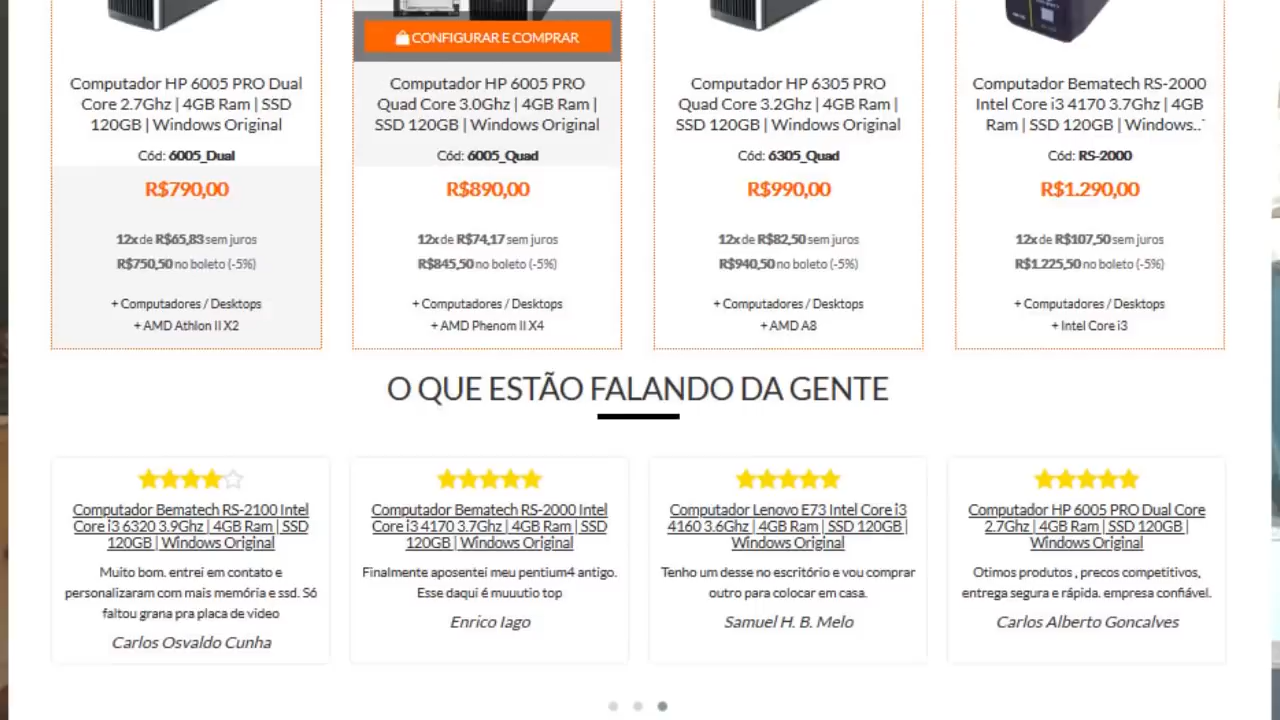 CONFIGURAR E COMPRAR
Computador HP 6005 PRO Dual
Core 2.7Ghz | 4GB Ram | SSD
120GB | Windows Original
Cód: 6005_Dual
R$790,00
12x de R$65,83 sem juros
R$750,50 no boleto (-5%)
+ Computadores / Desktops
+ AMD Athlon II X2
Computador HP 6005 PRO
Quad Core 3.0Ghz | 4GB Ram |
SSD 120GB | Windows Original
Cód: 6005_Quad
R$890,00
12x de R$74,17 sem juros
R$845,50 no boleto (-5%)
+ Computadores / Desktops
+ AMD Phenom II X4
Computador HP 6305 PRO
Quad Core 3.2Ghz | 4GB Ram |
SSD 120GB | Windows Original
Cód: 6305_Quad
R$990,00
12x de R$82,50 sem juros
R$940,50 no boleto (-5%)
+ Computadores / Desktops
+ AMD A8
Computador Bematech RS-2000
Intel Core i3 4170 3.7Ghz | 4GB
Ram | SSD 120GB | Windows...
Cód: RS-2000
R$1.290,00
12x de R$107,50 sem juros
R$1.225,50 no boleto (-5%)
+ Computadores / Desktops
+ Intel Core i3
O QUE ESTÃO FALANDO DA GENTE
Computador Bematech RS-2100 Intel
Core i3 6320 3.9Ghz | 4GB Ram | SSD
120GB | Windows Original
Muito bom. entrei em contato e
personalizaram com mais memória e ssd. Só
faltou grana pra placa de video
Carlos Osvaldo Cunha
Computador Bematech RS-2000 Intel
Core i3 4170 3.7Ghz | 4GB Ram | SSD
120GB | Windows Original
Finalmente aposentei meu pentium4 antigo.
Esse daqui é muuutio top
Enrico Iago
Computador Lenovo E73 Intel Core i3
4160 3.6Ghz | 4GB Ram | SSD 120GB |
Windows Original
Tenho um desse no escritório e vou comprar
outro para colocar em casa.
Samuel H. B. Melo
Computador HP 6005 PRO Dual Core
2.7Ghz | 4GB Ram | SSD 120GB |
Windows Original
Otimos produtos , precos competitivos,
entrega segura e rápida. empresa confiável.
Carlos Alberto Goncalves